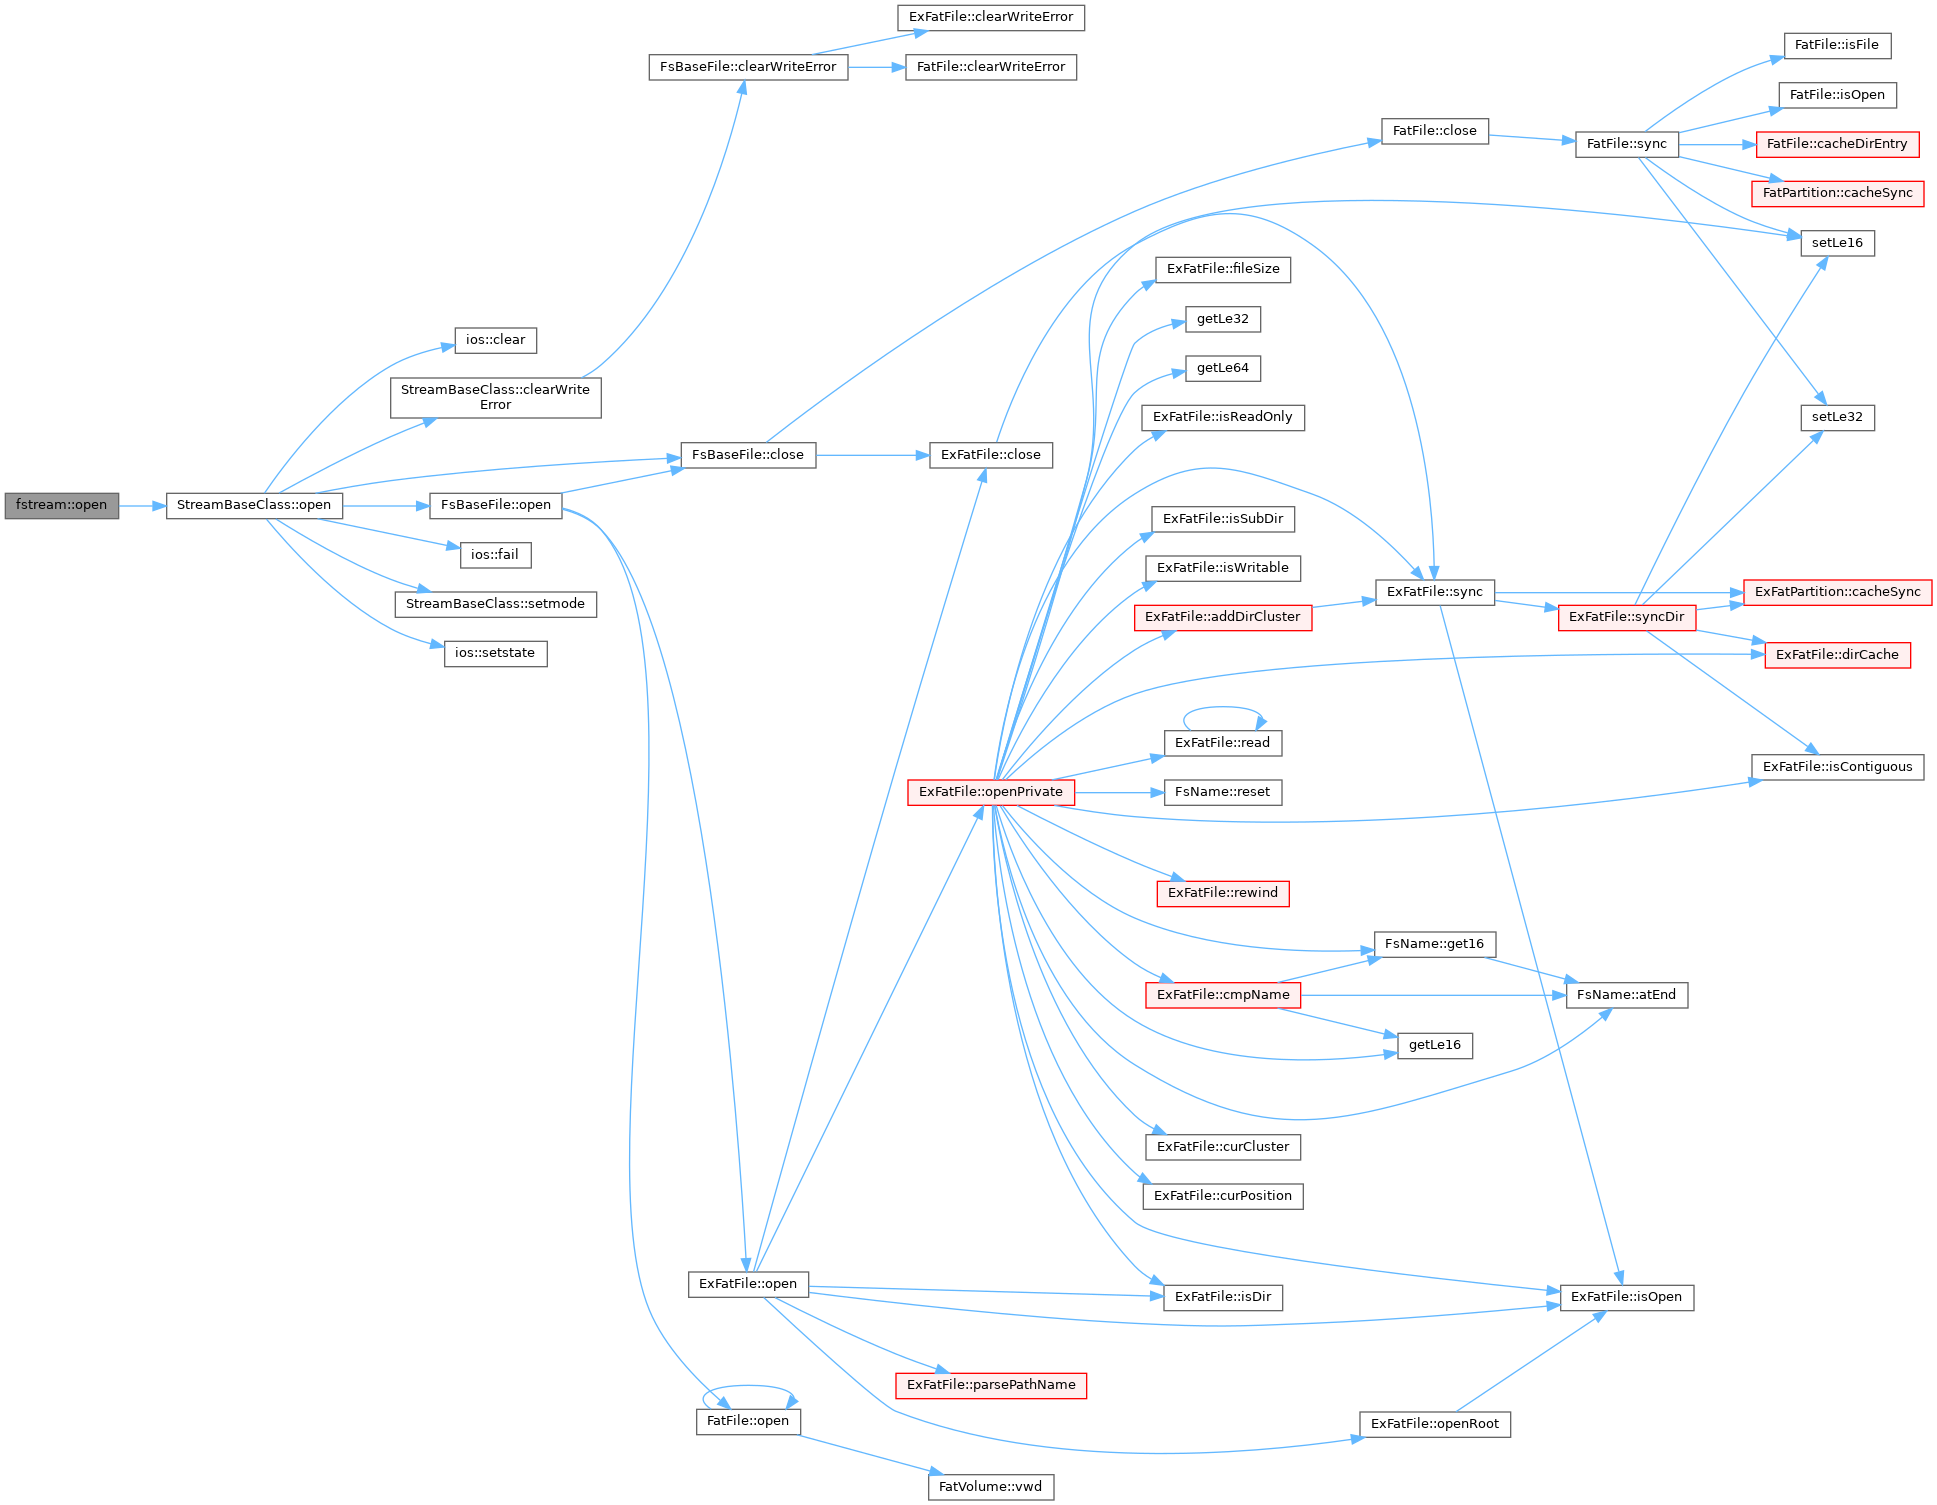 ExFatFile::clearWriteError
FsBaseFile::clearWriteError
FatFile::clearWriteError
FatFile::isFile
FatFile::isOpen
FatFile::close
FatFile::sync
FatFile::cacheDirEntry
FatPartition::cacheSync
setLe16
ExFatFile::fileSize
getLe32
ios::clear
getLe64
StreamBaseClass::clearWrite
Error
ExFatFile::isReadOnly
setLe32
FsBaseFile::close
ExFatFile::close
fstream::open
StreamBaseClass::open
FsBaseFile::open
ExFatFile::isSubDir
ios::fail
ExFatFile::isWritable
StreamBaseClass::setmode
ExFatFile::sync
ExFatPartition::cacheSync
ExFatFile::addDirCluster
ExFatFile::syncDir
ios::setstate
ExFatFile::dirCache
ExFatFile::read
ExFatFile::isContiguous
ExFatFile::openPrivate
FsName::reset
ExFatFile::rewind
FsName::get16
ExFatFile::cmpName
FsName::atEnd
getLe16
ExFatFile::curCluster
ExFatFile::curPosition
ExFatFile::open
ExFatFile::isDir
ExFatFile::isOpen
ExFatFile::parsePathName
FatFile::open
ExFatFile::openRoot
FatVolume::vwd